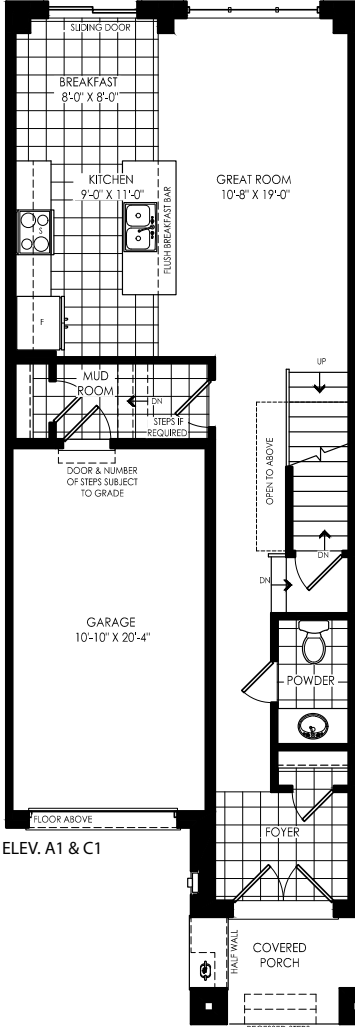 SLIDING DOOR
BREAKFAST
8'-0" X 8'-0"
KITCHEN
9'-0" X 11'-0"
GREAT ROOM
10'-8" X 19'-0"
FLUSH BREAKFAST BAR
S
F
UP
MUD
ROOM
DN
STEPS IF
REQUIRED
OPEN TO ABOVE
DOOR & NUMBER
OF STEPS SUBJECT
TO GRADE
DN
DN
GARAGE
10'-10" X 20'-4"
POWDER
FLOOR ABOVE
FOYER
ELEV. A1 & C1
HALF WALL
COVERED
PORCH